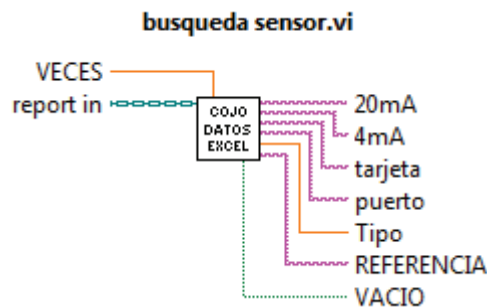 busqueda sensor.vi
VECES
report in
COJO
DATOS
EXCEL
20mA
4mA
tarjeta
puerto
Tipo
REFERENCIA
VACIO